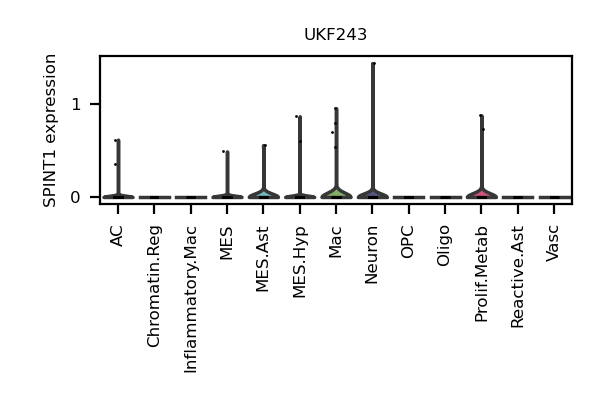 UKF243
SPINT1 expression
1
0
AC
Chromatin.Reg
Inflammatory.Mac
MES
MES.Ast
MES.Hyp
Mac
Neuron
OPC
Oligo
Prolif.Metab
Reactive.Ast
Vasc